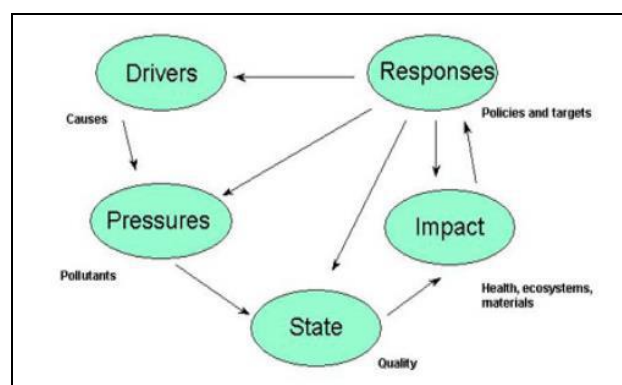 Drivers
Responses
Causes
Policies and targets
Pressures
Impact
Pollutants
Health, ecosystems,
materials
State
Quality